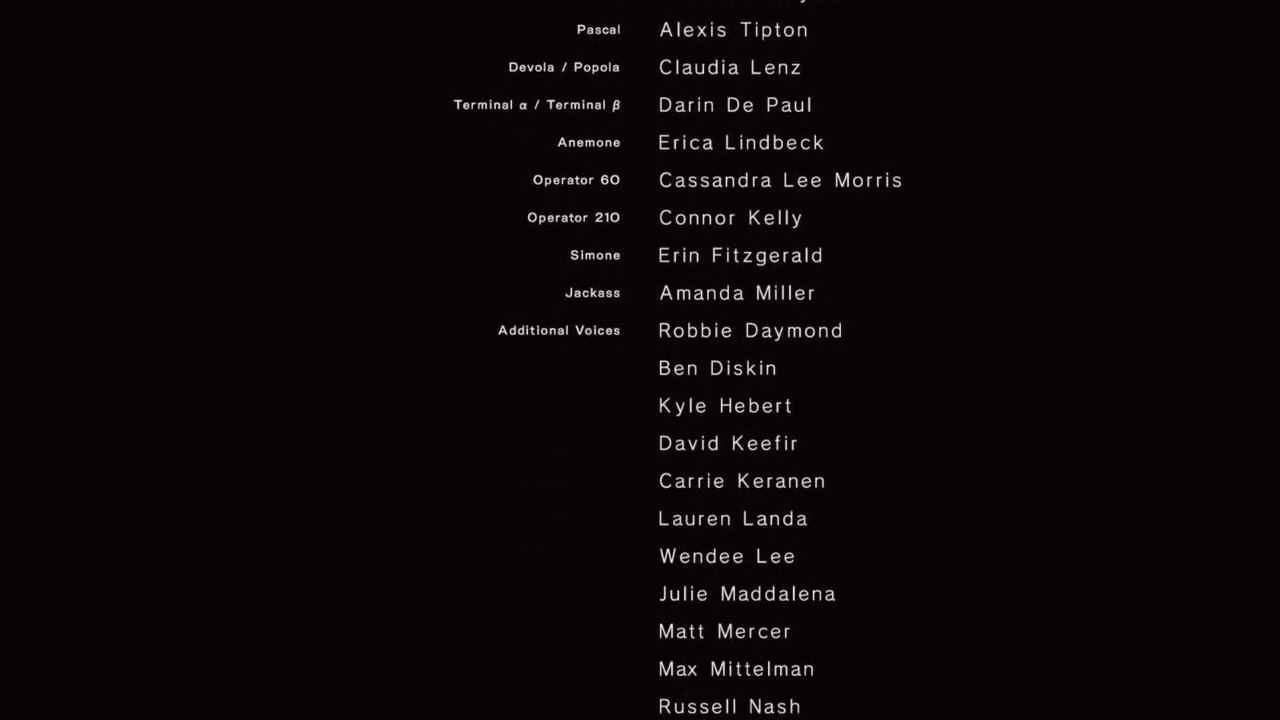 Pascal Alexis Tipton
Devola / Popola Claudia Lenz
Terminal α / Terminal β Darin De Paul
Anemone Erica Lindbeck
Operator 6O Cassandra Lee Morris
Operator 21O Connor Kelly
Simone Erin Fitzgerald
Jackass Amanda Miller
Additional Voices Robbie Daymond
Ben Diskin
Kyle Hebert
David Keefir
Carrie Keranen
Lauren Landa
Wendee Lee
Julie Maddalena
Matt Mercer
Max Mittelman
Russell Nash